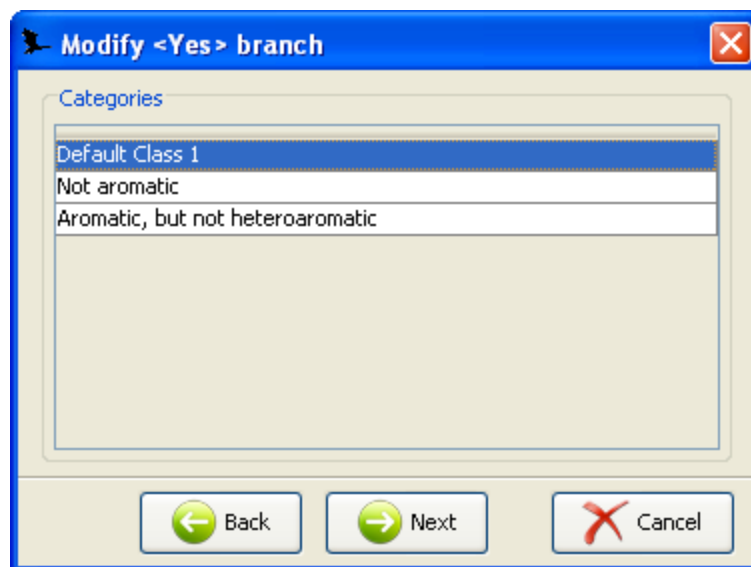 Modify <Yes> branch
Categories
Default Class 1
Not aromatic
Aromatic, but not heteroaromatic
Back
Next
Cancel